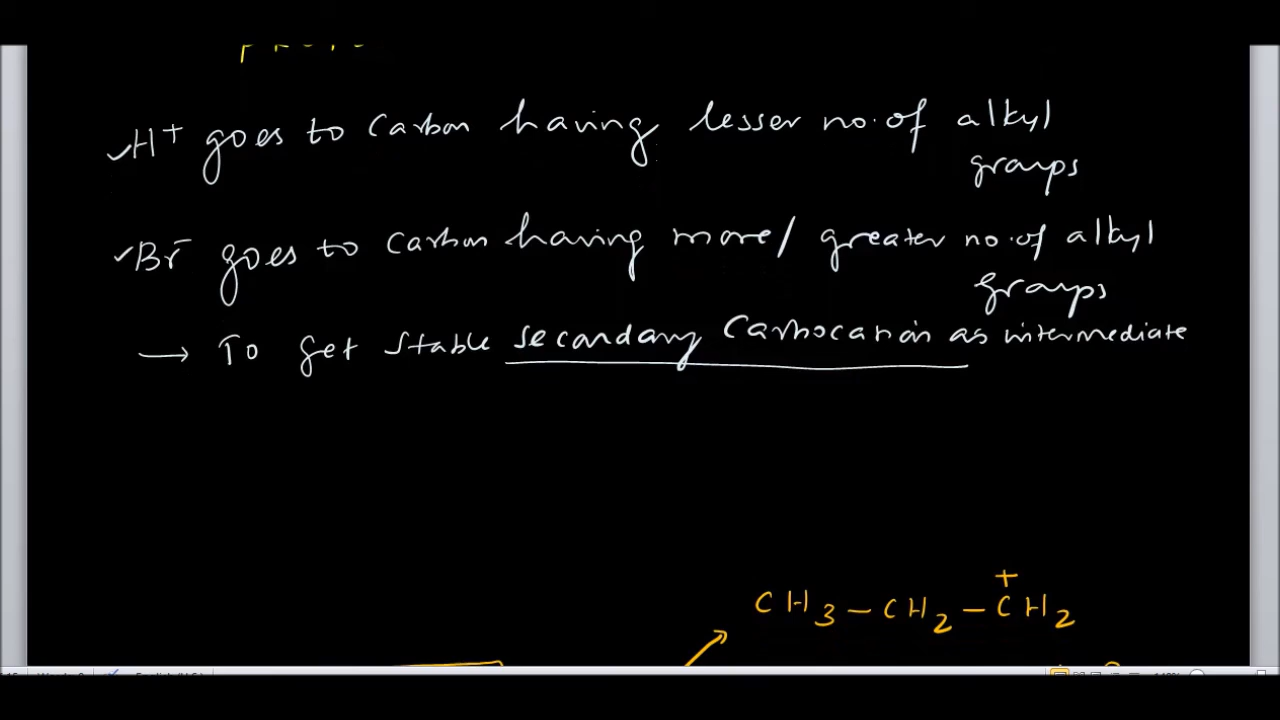 ✓H⁺ goes to carbon having lesser no. of alkyl
groups
✓Br⁻ goes to carbon having more/ greater no. of alkyl
groups
→ To get stable secondary Carbocation as intermediate
+
CH₃ – CH₂ – CH₂